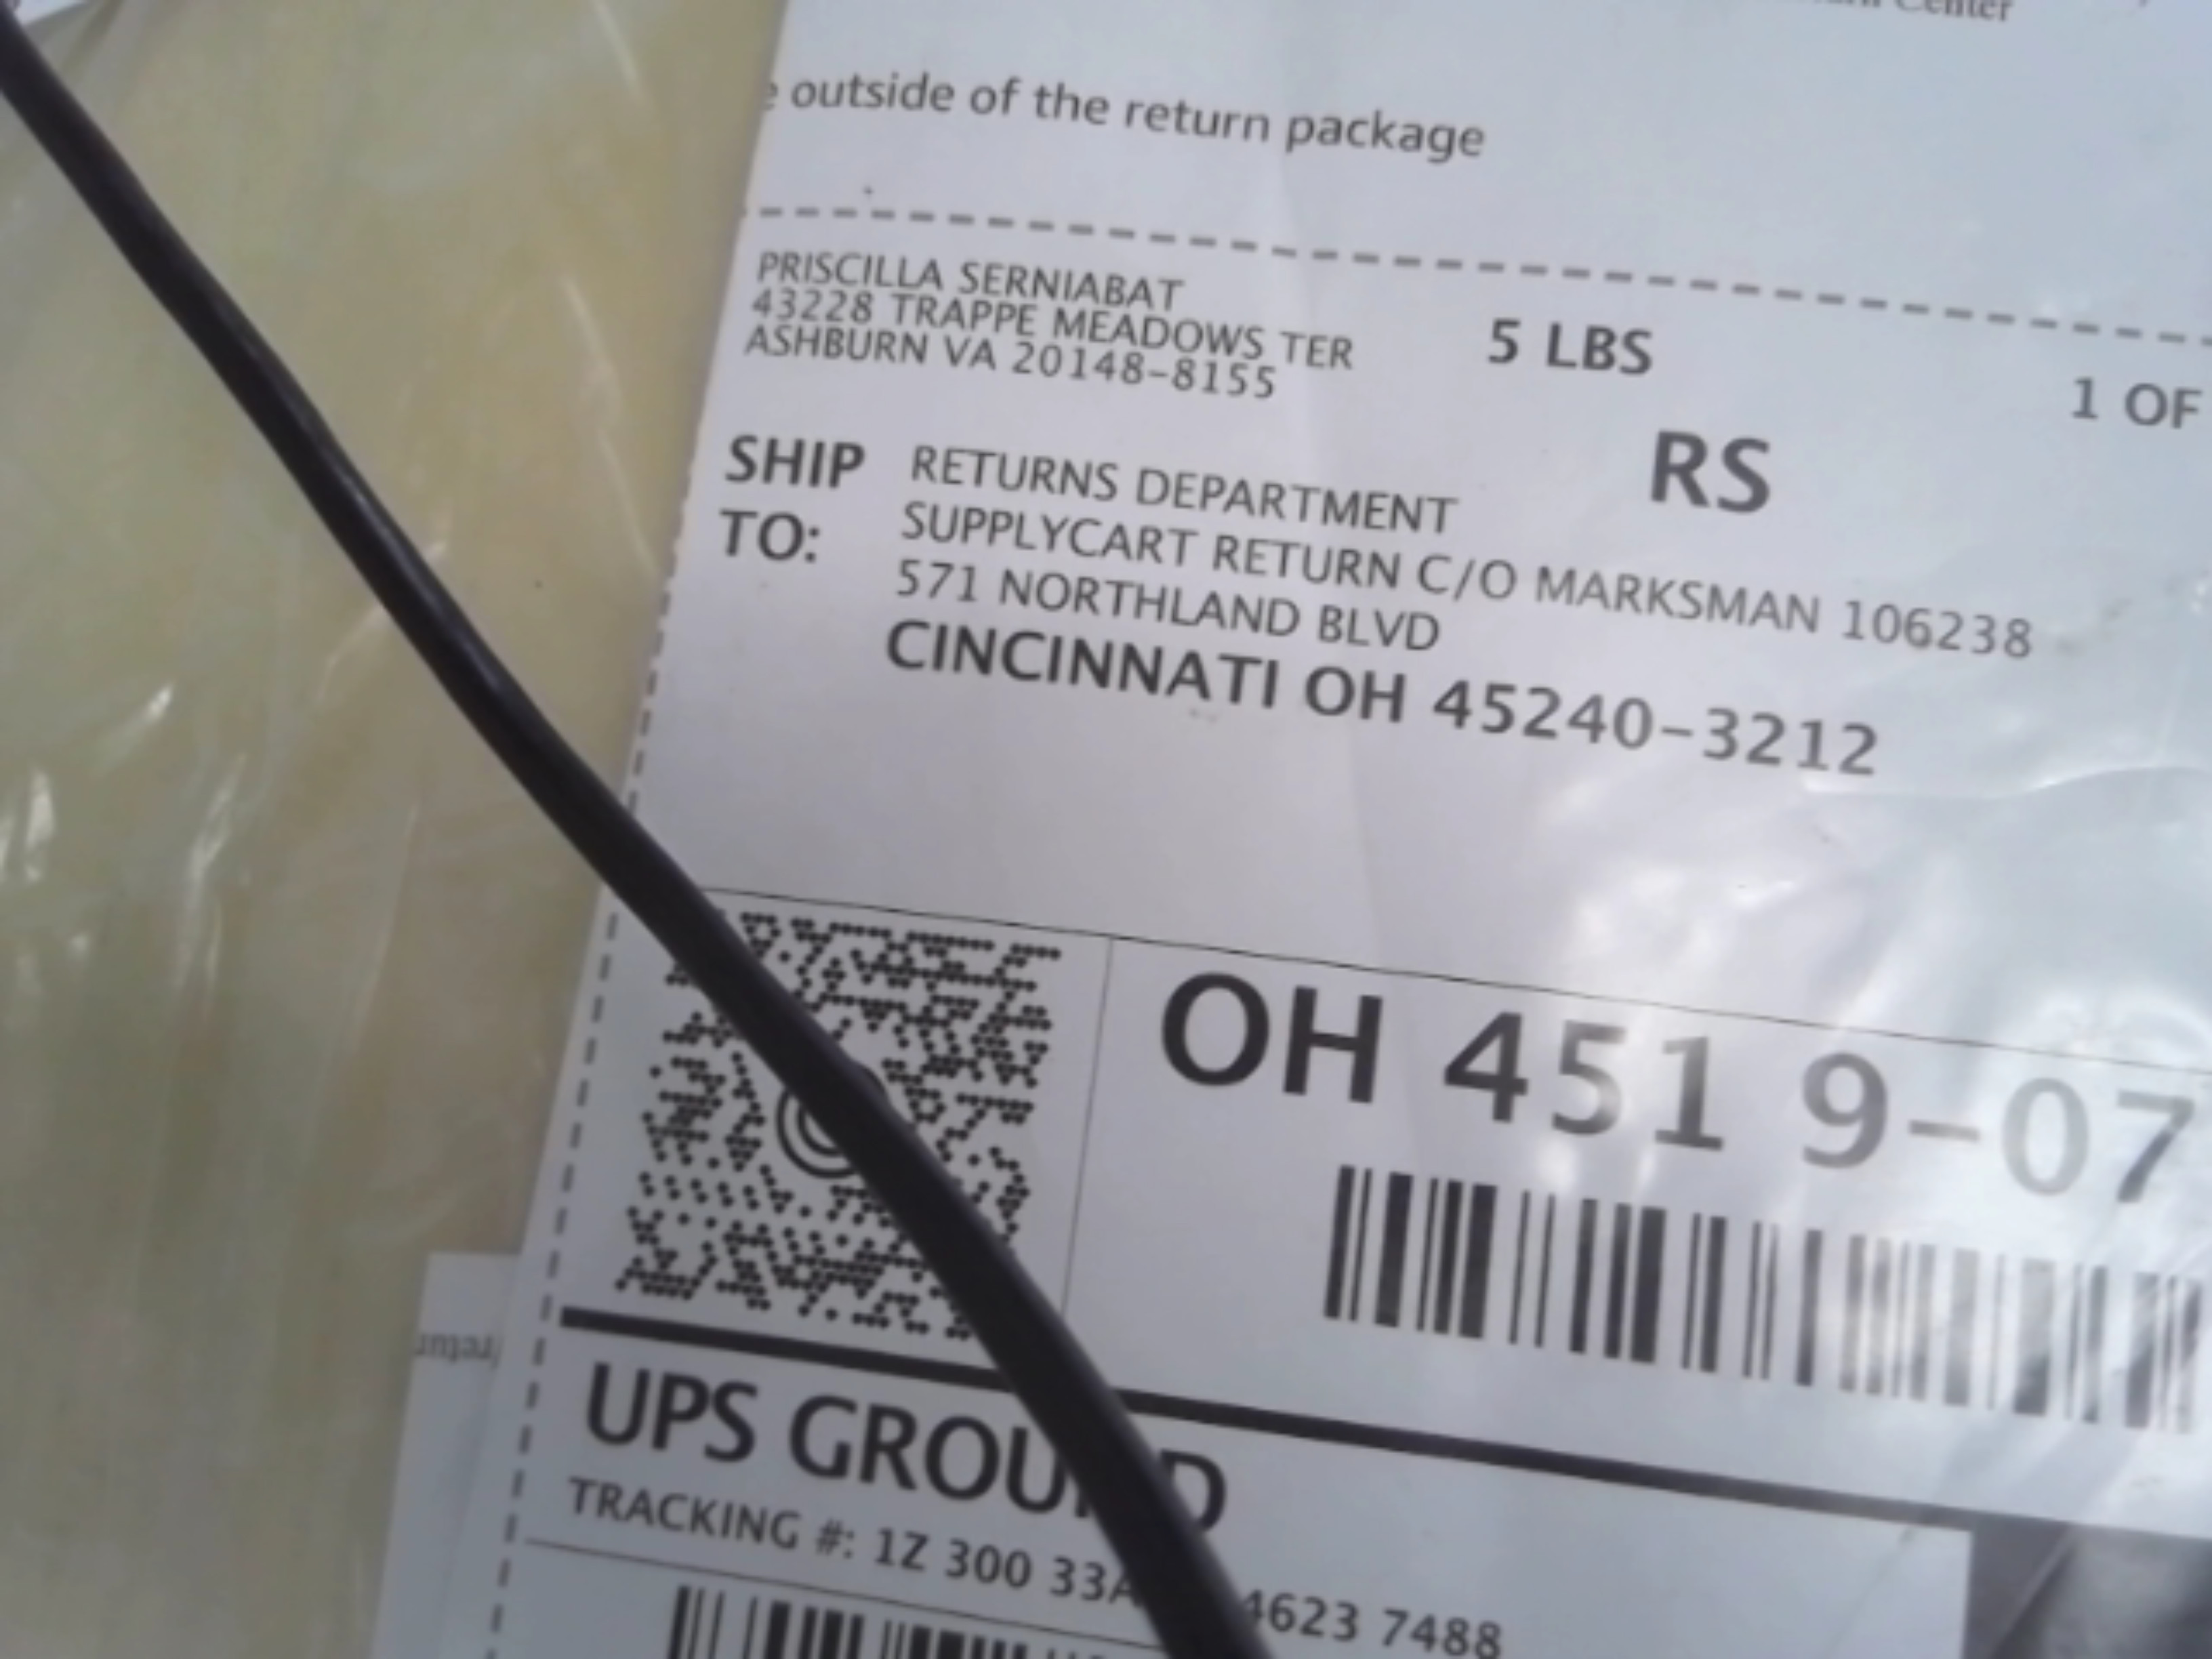 Center
outside of the return package
PRISCILLA SERNIABAT
43228 TRAPPE MEADOWS TER
ASHBURN VA 20148-8155
5 LBS
1 OF
RS
SHIP TO:
RETURNS DEPARTMENT
SUPPLYCART RETURN C/O MARKSMAN 106238
571 NORTHLAND BLVD
CINCINNATI OH 45240-3212
OH 451 9-07
UPS GROUND
TRACKING #: 1Z 300 33A 4623 7488